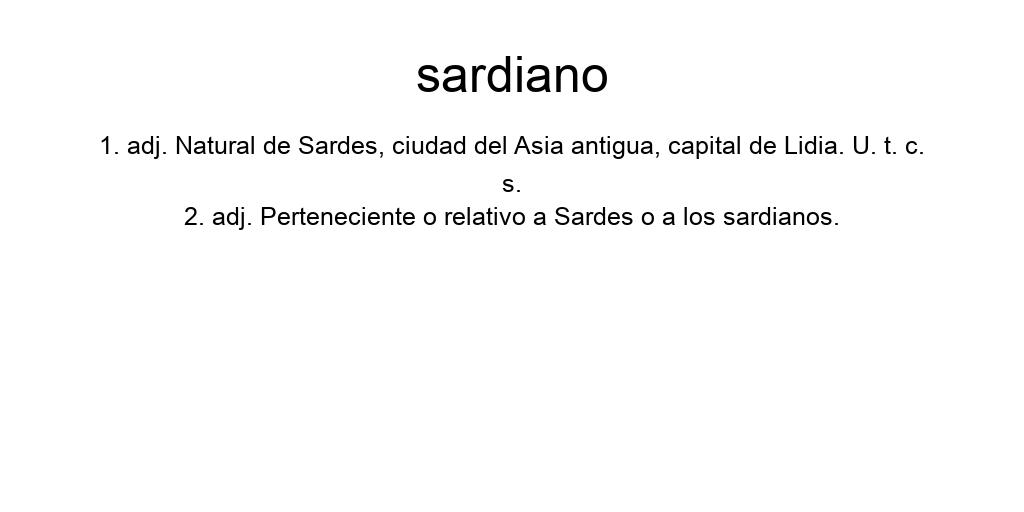 sardiano
1. adj. Natural de Sardes, ciudad del Asia antigua, capital de Lidia. U. t. c.
s.
2. adj. Perteneciente o relativo a Sardes o a los sardianos.